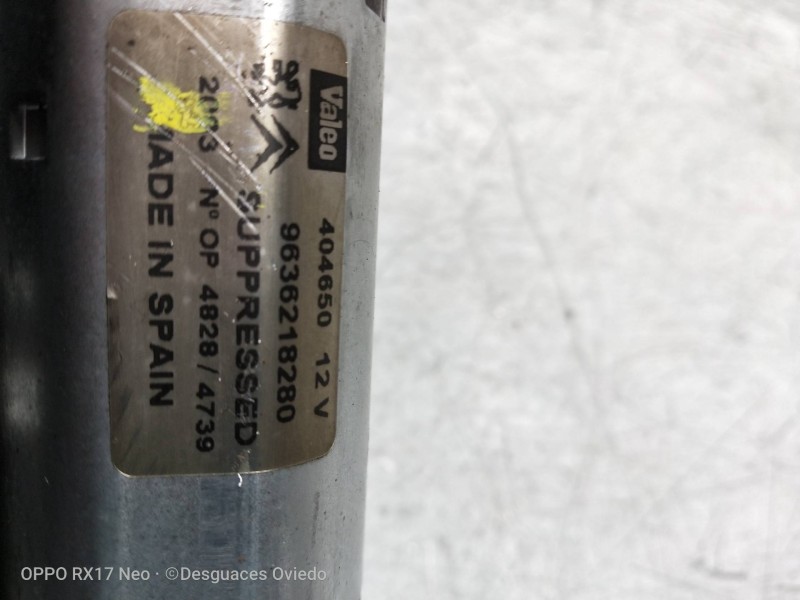 Valeo
404650 12 V
9636218280
SUPPRESSED
2003 Nº OP 4828 / 4739
MADE IN SPAIN
OPPO RX17 Neo · ©Desguaces Oviedo